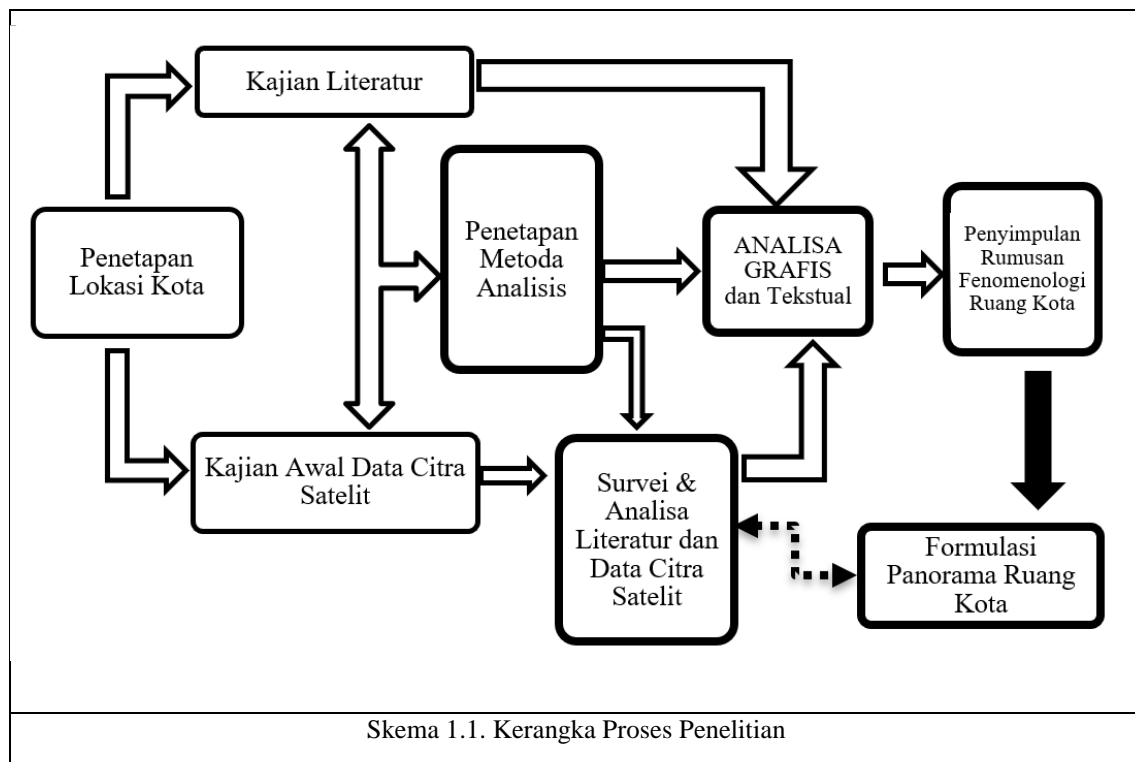 Kajian Literatur
Penetapan
Lokasi Kota
Penetapan
Metoda
Analisis
ANALISA
GRAFIS
dan Tekstual
Penyimpulan
Rumusan
Fenomenologi
Ruang Kota
Kajian Awal Data Citra
Satelit
Survei &
Analisa
Literatur dan
Data Citra
Satelit
Formulasi
Panorama Ruang
Kota
Skema 1.1. Kerangka Proses Penelitian